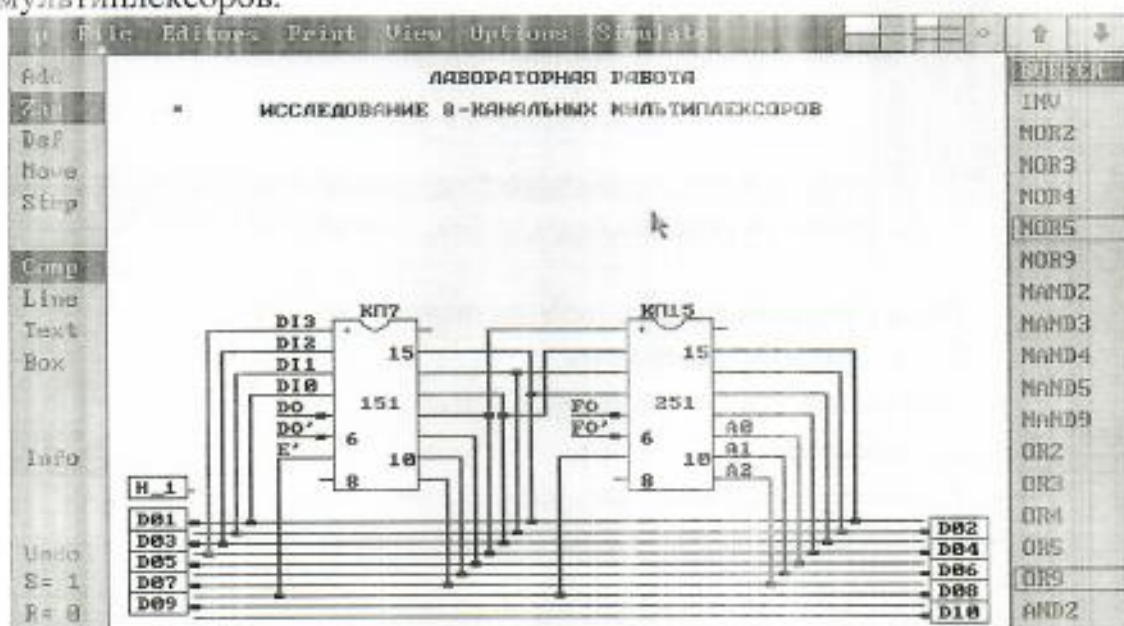 мультиплексоров.
File Editors Print View Options Simulate
ЛАБОРАТОРНАЯ РАБОТА
* ИССЛЕДОВАНИЕ 8-КАНАЛЬНЫХ МУЛЬТИПЛЕКСОРОВ
Add
Def
Move
Comp
Line
Text
Box
Info
Undo
S= 1
R= 0
КП7
DI3
DI2
DI1
DI0
DO
DO'
E'
15
151
6
10
8
КП15
FO
FO'
15
251
6
10
8
A0
A1
A2
H_1
D01
D03
D05
D07
D09
D02
D04
D06
D08
D10
BUFFER
INV
NOR2
NOR3
NOR4
NOR5
NOR9
NAND2
NAND3
NAND4
NAND5
NAND9
OR2
OR3
OR4
OR5
OR9
AND2